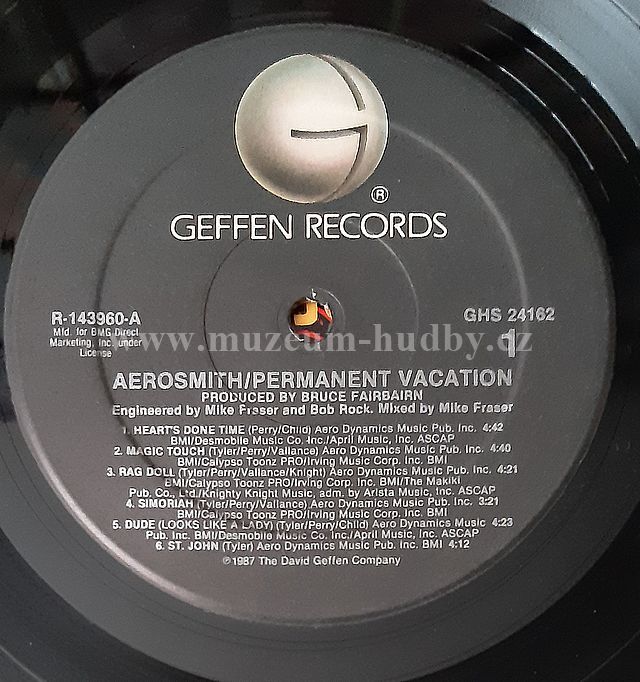 ®
GEFFEN RECORDS
R-143960-A
Mfd. for BMG Direct
Marketing, Inc. under
License
GHS 24162
1
www.muzeum-hudby.cz
AEROSMITH/PERMANENT VACATION
PRODUCED BY BRUCE FAIRBAIRN
Engineered by Mike Fraser and Bob Rock. Mixed by Mike Fraser
1. HEART'S DONE TIME (Perry/Child) Aero Dynamics Music Pub. Inc. 4:42
BMI/Desmobile Music Co. Inc./April Music, Inc. ASCAP
2. MAGIC TOUCH (Tyler/Perry/Vallance) Aero Dynamics Music Pub. Inc. 4:40
BMI/Calypso Toonz PRO/Irving Music Corp. Inc. BMI
3. RAG DOLL (Tyler/Perry/Vallance/Knight) Aero Dynamics Music Pub. Inc. 4:21
BMI/Calypso Toonz PRO/Irving Corp. Inc. BMI/The Makiki
Pub. Co., Ltd./Knighty Knight Music, adm. by Arista Music Inc. ASCAP
4. SIMORIAH (Tyler/Perry/Vallance) Aero Dynamics Music Pub. Inc. 3:21
BMI/Calypso Toonz PRO/Irving Music Corp. Inc. BMI
5. DUDE (LOOKS LIKE A LADY) (Tyler/Perry/Child) Aero Dynamics Music 4:23
Pub. Inc. BMI/Desmobile Music Co. Inc./April Music, Inc. ASCAP
6. ST. JOHN (Tyler) Aero Dynamics Music Pub. Inc. BMI 4:12
℗1987 The David Geffen Company